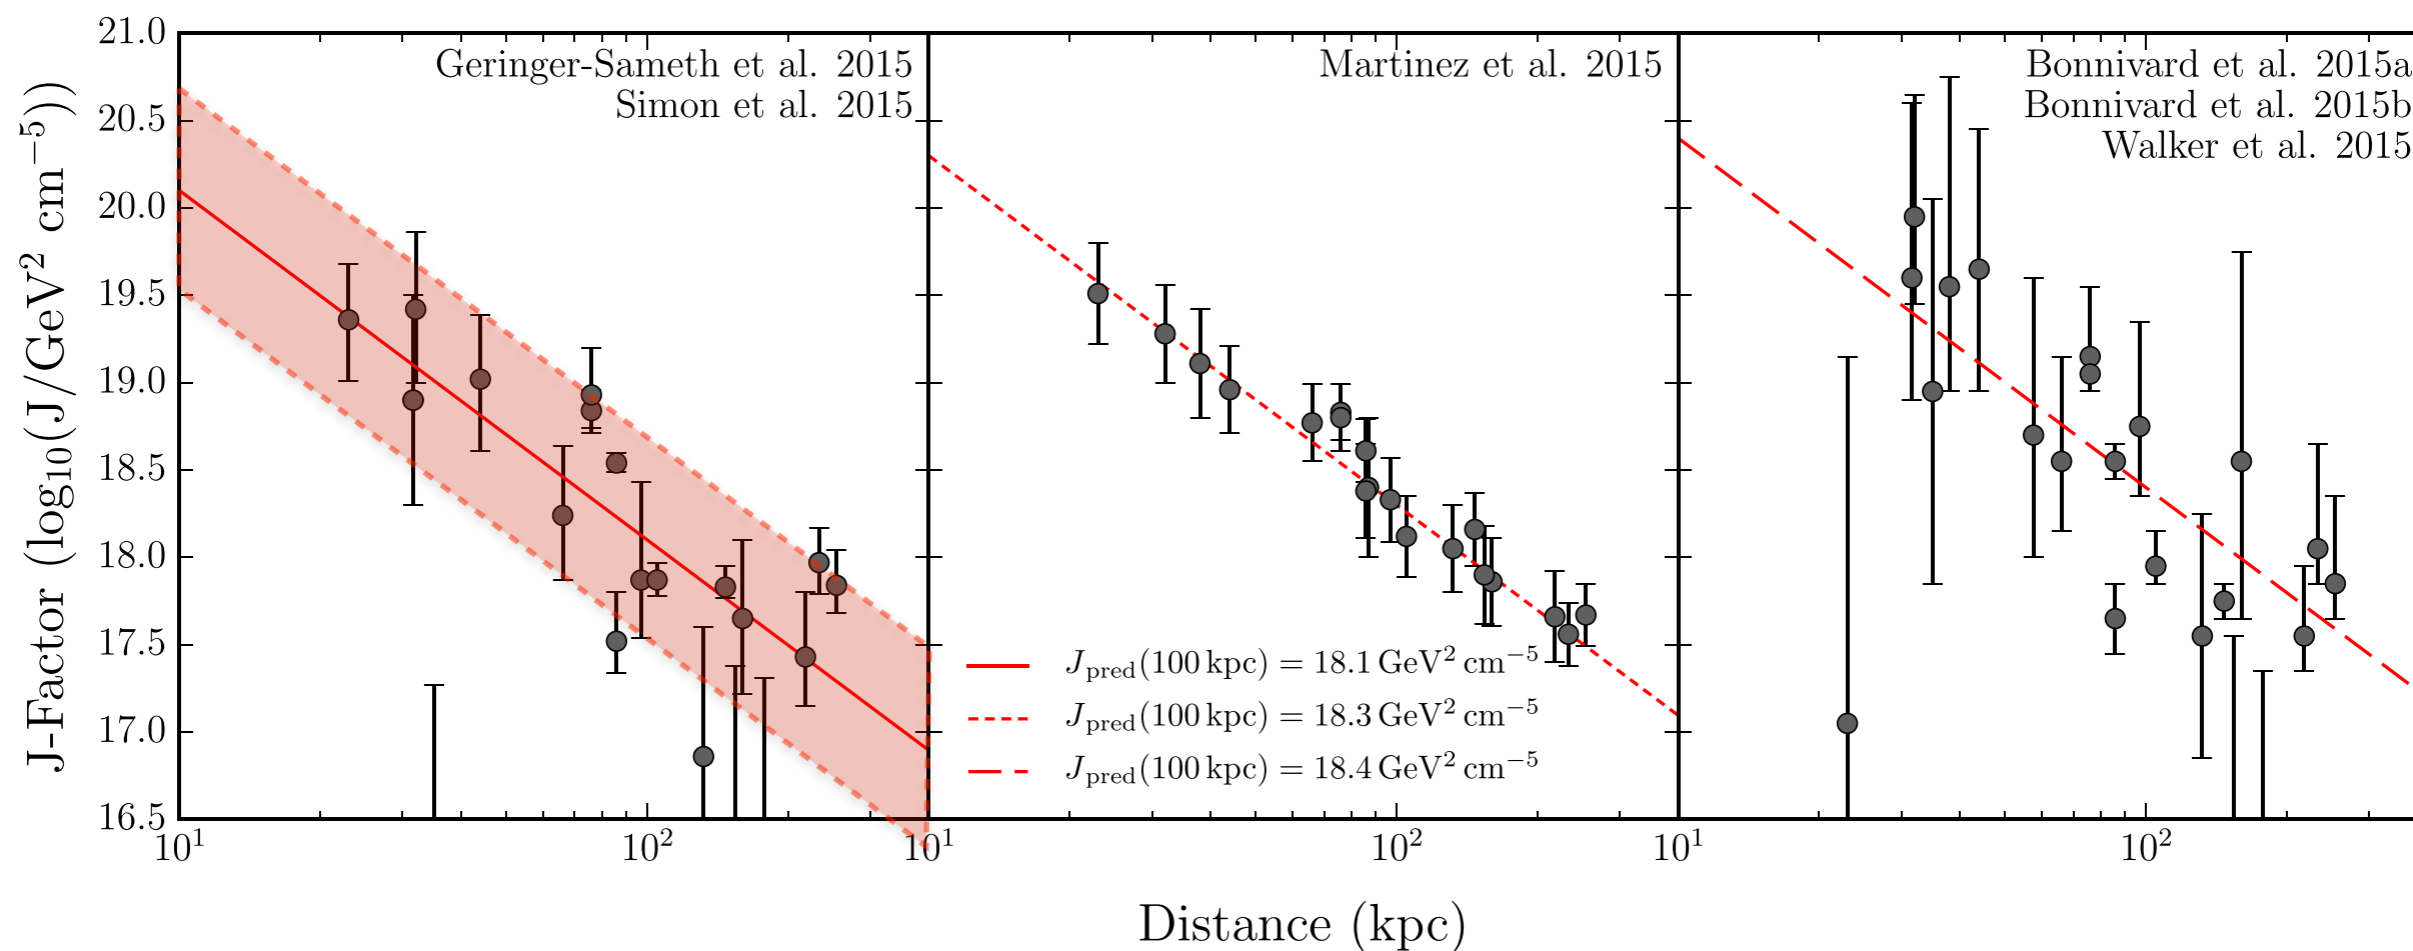 Geringer-Sameth et al. 2015
Simon et al. 2015
Martinez et al. 2015
Bonnivard et al. 2015a
Bonnivard et al. 2015b
Walker et al. 2015
J-Factor (log₁₀(J/GeV² cm⁻⁵))
21.0
20.5
20.0
19.5
19.0
18.5
18.0
17.5
17.0
16.5
J_pred(100 kpc) = 18.1 GeV² cm⁻⁵
J_pred(100 kpc) = 18.3 GeV² cm⁻⁵
J_pred(100 kpc) = 18.4 GeV² cm⁻⁵
10¹ 10² 10¹ 10² 10¹ 10²
Distance (kpc)